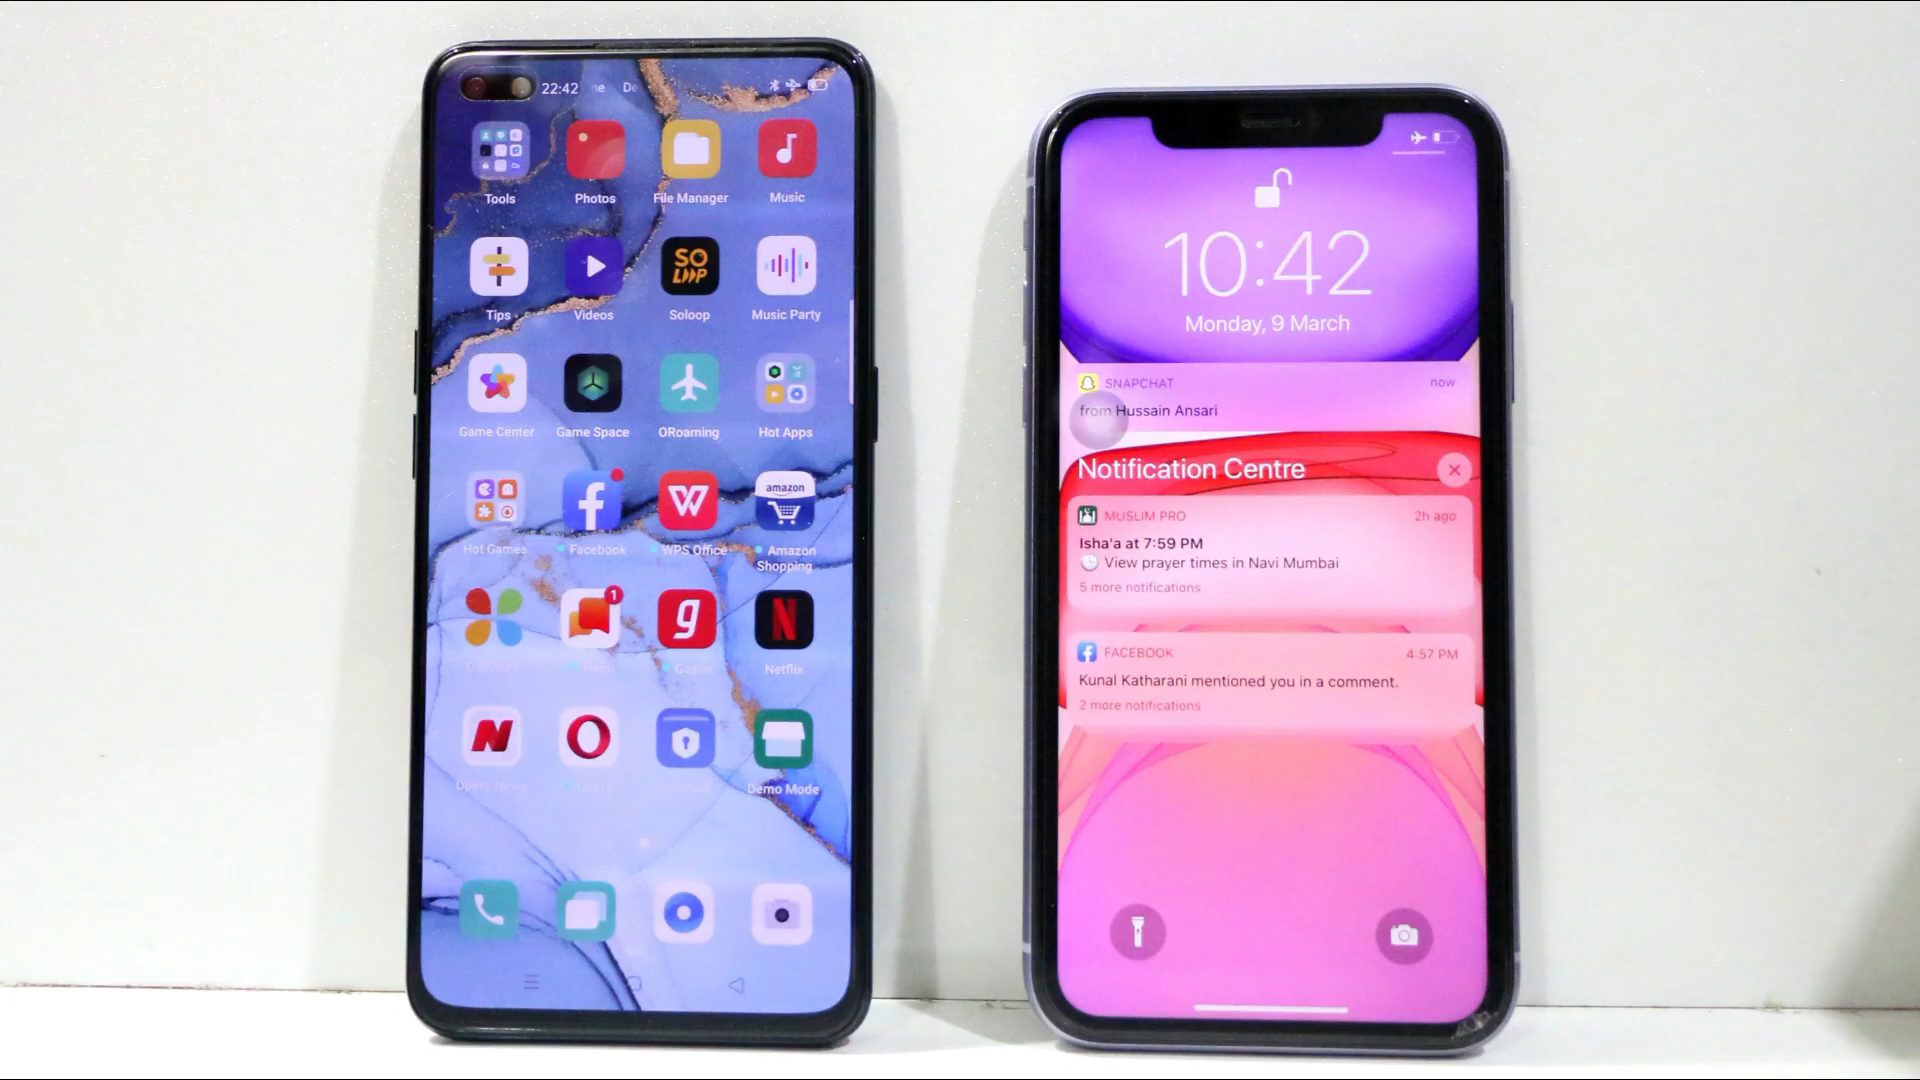 22:42 ne De
Tools Photos File Manager Music
SO
LOOP
Tips Videos Soloop Music Party
Game Center Game Space ORoaming Hot Apps
amazon
Hot Games Facebook WPS Office Amazon
Shopping
1
Netflix
Opera News
Demo Mode
10:42
Monday, 9 March
SNAPCHAT now
from Hussain Ansari
Notification Centre
MUSLIM PRO 2h ago
Isha'a at 7:59 PM
View prayer times in Navi Mumbai
5 more notifications
FACEBOOK 4:57 PM
Kunal Katharani mentioned you in a comment.
2 more notifications